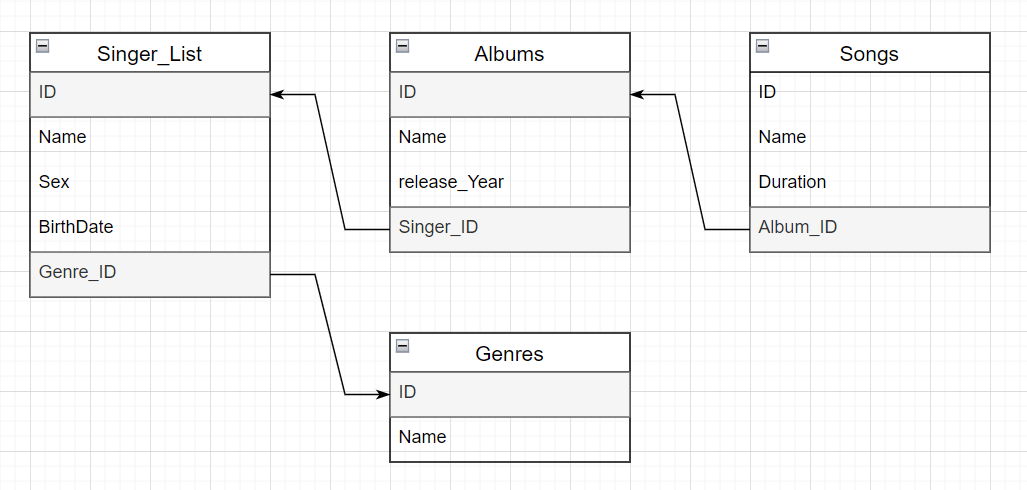 Singer_List
ID
Name
Sex
BirthDate
Genre_ID
Albums
ID
Name
release_Year
Singer_ID
Songs
ID
Name
Duration
Album_ID
Genres
ID
Name